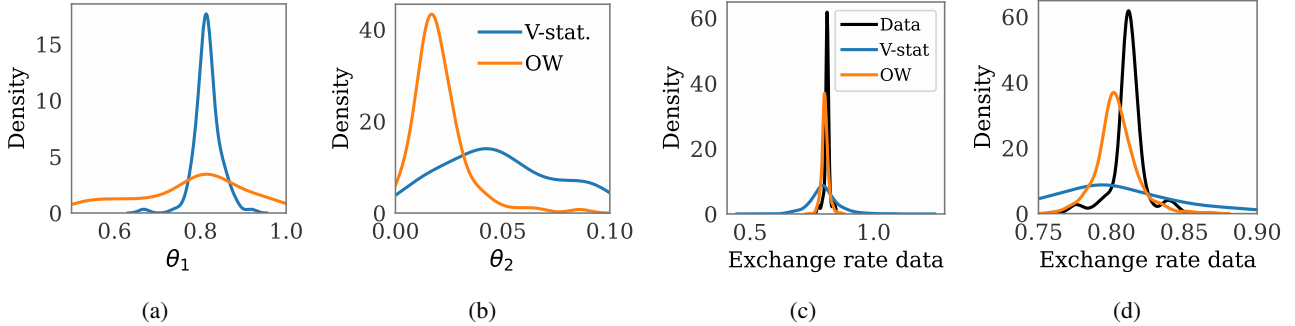 Density
15
10
5
0
0.6
0.8
1.0
θ1
(a)
Density
40
20
0
0.00
0.05
0.10
V-stat.
OW
θ2
(b)
Density
60
40
20
0
0.5
1.0
Data
V-stat
OW
Exchange rate data
(c)
Density
60
40
20
0
0.75
0.80
0.85
0.90
Exchange rate data
(d)